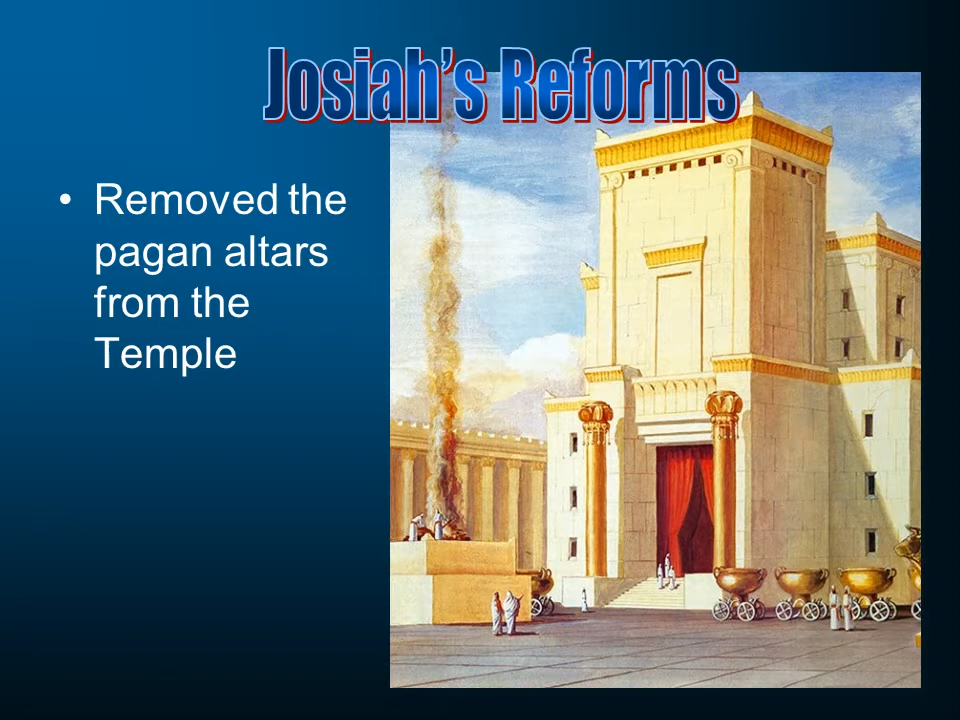 Josiah’s Reforms
• Removed the
pagan altars
from the
Temple